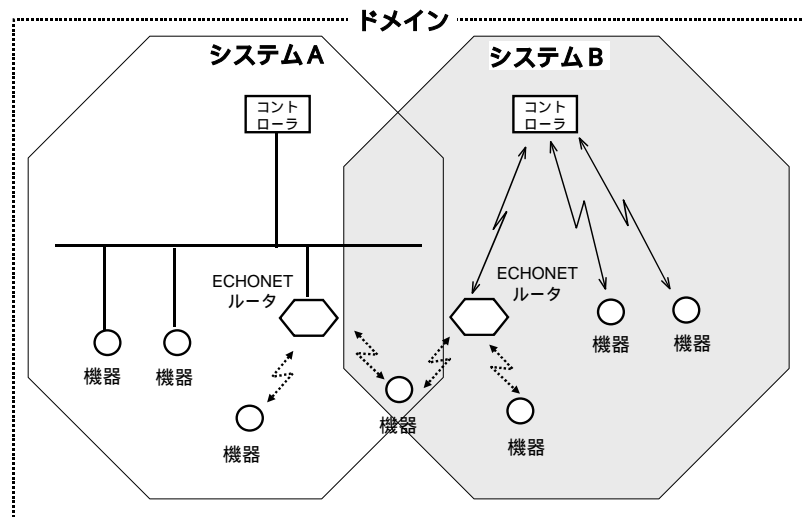 ドメイン
システムA
システムB
コント
ローラ
コント
ローラ
ECHONET
ルータ
ECHONET
ルータ
機器
機器
機器
機器
機器
機器
機器